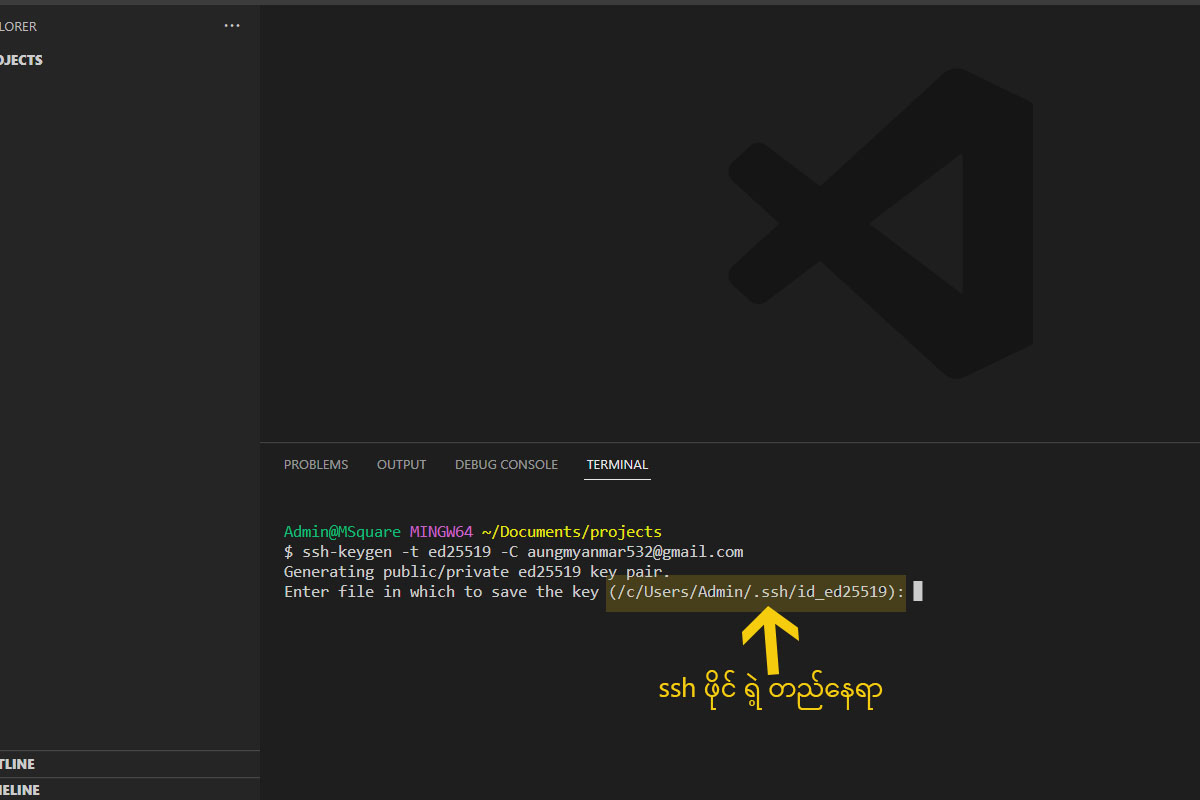 LORER
OJECTS
PROBLEMS OUTPUT DEBUG CONSOLE TERMINAL
Admin@MSquare MINGW64 ~/Documents/projects
$ ssh-keygen -t ed25519 -C aungmyanmar532@gmail.com
Generating public/private ed25519 key pair.
Enter file in which to save the key (/c/Users/Admin/.ssh/id_ed25519):
ssh ဖိုင် ရဲ့ တည်နေရာ
TLINE
MELINE